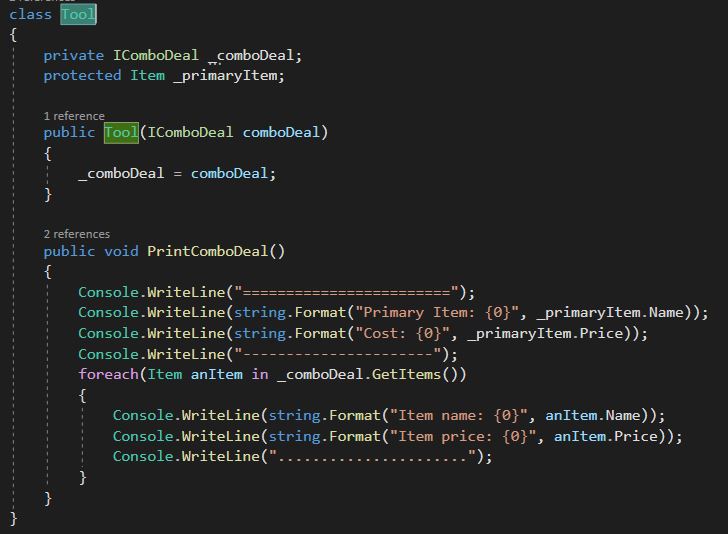 2 references
class Tool
{
private IComboDeal _comboDeal;
protected Item _primaryItem;
1 reference
public Tool(IComboDeal comboDeal)
{
_comboDeal = comboDeal;
}
2 references
public void PrintComboDeal()
{
Console.WriteLine("========================");
Console.WriteLine(string.Format("Primary Item: {0}", _primaryItem.Name));
Console.WriteLine(string.Format("Cost: {0}", _primaryItem.Price));
Console.WriteLine("----------------------");
foreach(Item anItem in _comboDeal.GetItems())
{
Console.WriteLine(string.Format("Item name: {0}", anItem.Name));
Console.WriteLine(string.Format("Item price: {0}", anItem.Price));
Console.WriteLine("......................");
}
}
}